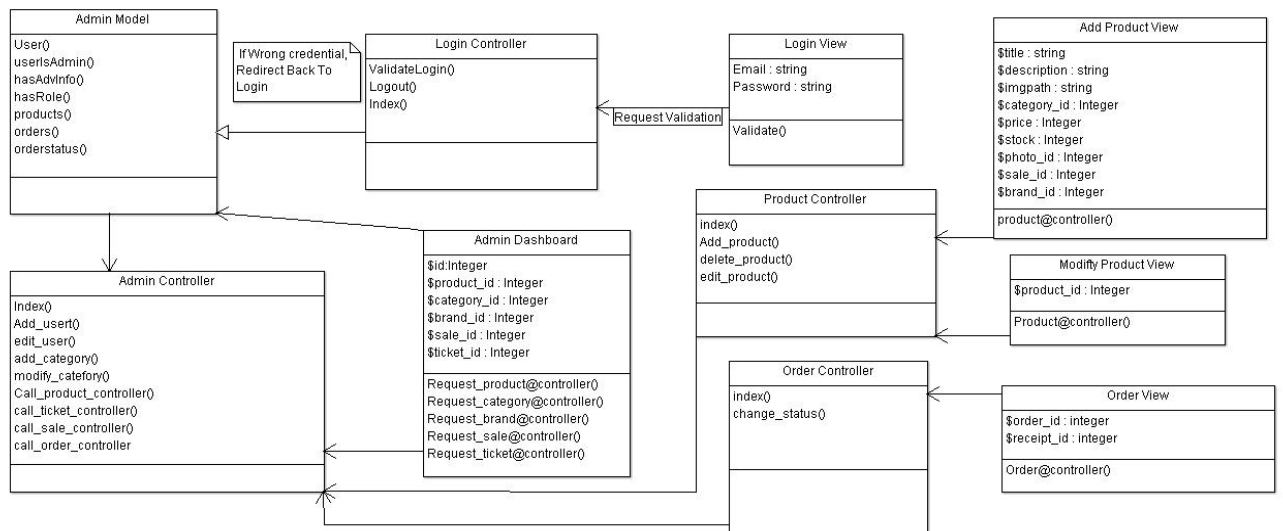 Admin Model
User()
userIsAdmin()
hasAdvInfo()
hasRole()
products()
orders()
orderstatus()
If Wrong credential,
Redirect Back To
Login
Login Controller
ValidateLogin()
Logout()
Index()
Request Validation
Login View
Email : string
Password : string
Validate()
Add Product View
$title : string
$description : string
$imgpath : string
$category_id : Integer
$price : Integer
$stock : Integer
$photo_id : Integer
$sale_id : Integer
$brand_id : Integer
product@controller()
Product Controller
index()
Add_product()
delete_product()
edit_product()
Modifty Product View
$product_id : Integer
Product@controller()
Admin Dashboard
$id:Integer
$product_id : Integer
$category_id : Integer
$brand_id : Integer
$sale_id : Integer
$ticket_id : Integer
Request_product@controller()
Request_category@controller()
Request_brand@controller()
Request_sale@controller()
Request_ticket@controller()
Admin Controller
Index()
Add_usert()
edit_user()
add_category()
modify_catefory()
Call_product_controller()
call_ticket_controller()
call_sale_controller()
call_order_controller
Order Controller
index()
change_status()
Order View
$order_id : integer
$receipt_id : integer
Order@controller()